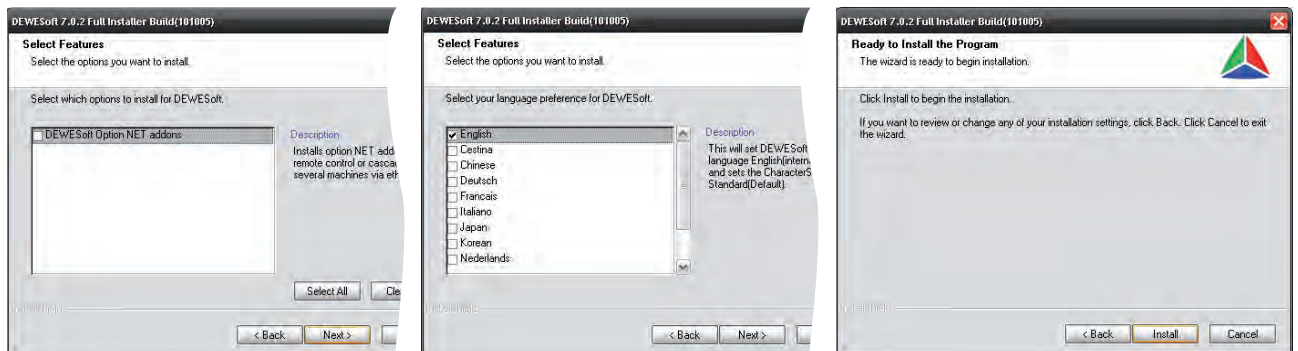 DEWESoft 7.0.2 Full Installer Build(101005)
Select Features
Select the options you want to install.
Select which options to install for DEWESoft.
DEWESoft Option NET addons
Description
Installs option NET add
remote control or casca
several machines via eth
Select All
Cle
InstallShield
< Back
Next >
DEWESoft 7.0.2 Full Installer Build(101005)
Select Features
Select the options you want to install.
Select your language preference for DEWESoft.
English
Cestina
Chinese
Deutsch
Francais
Italiano
Japan
Korean
Nederlands
Description
This will set DEWESoft
language English(intern
and sets the CharacterS
Standard(Default).
InstallShield
< Back
Next >
DEWESoft 7.0.2 Full Installer Build(101005)
Ready to Install the Program
The wizard is ready to begin installation.
Click Install to begin the installation.
If you want to review or change any of your installation settings, click Back. Click Cancel to exit
the wizard.
InstallShield
< Back
Install
Cancel